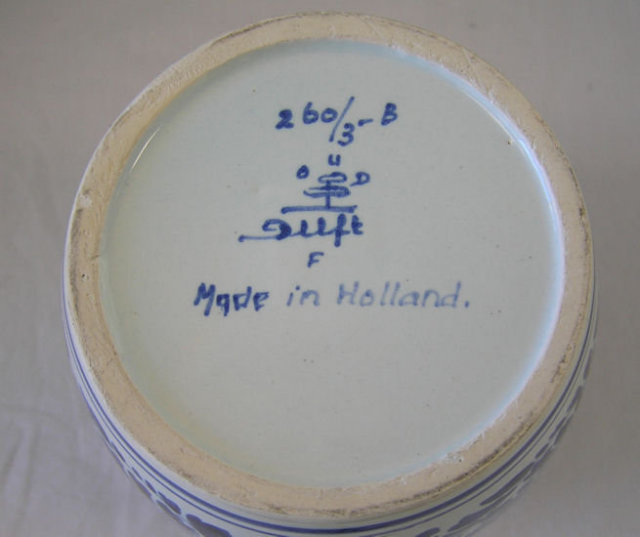 260/3-B
U
O D
Delft
F
Made in Holland.